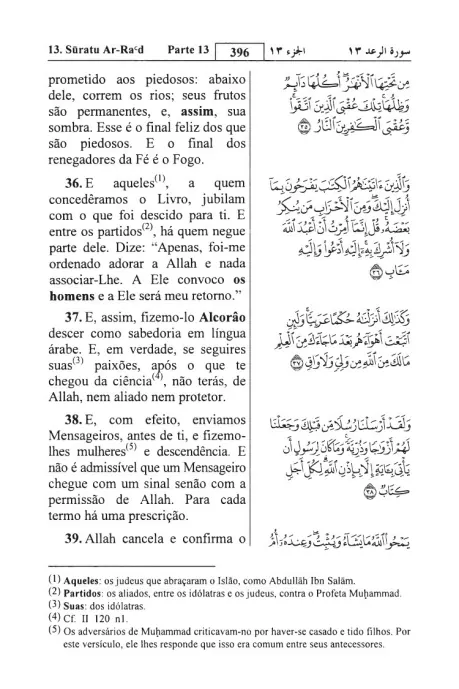 13. Sūratu Ar-Raᶜd Parte 13 396 الجزء ١٣ سورة الرعد ١٣
prometido aos piedosos: abaixo
dele, correm os rios; seus frutos
são permanentes, e, assim, sua
sombra. Esse é o final feliz dos que
são piedosos. E o final dos
renegadores da Fé é o Fogo.
36. E aqueles(1), a quem
concedêramos o Livro, jubilam
com o que foi descido para ti. E
entre os partidos(2), há quem negue
parte dele. Dize: “Apenas, foi-me
ordenado adorar a Allah e nada
associar-Lhe. A Ele convoco os
homens e a Ele será meu retorno.”
37. E, assim, fizemo-lo Alcorão
descer como sabedoria em língua
árabe. E, em verdade, se seguires
suas(3) paixões, após o que te
chegou da ciência(4), não terás, de
Allah, nem aliado nem protetor.
38. E, com efeito, enviamos
Mensageiros, antes de ti, e fizemo-
lhes mulheres(5) e descendência. E
não é admissível que um Mensageiro
chegue com um sinal senão com a
permissão de Allah. Para cada
termo há uma prescrição.
39. Allah cancela e confirma o
مِن تَحْتِهَا ٱلْأَنْهَٰرُ أُكُلُهَا دَآئِمٌ
وَظِلُّهَا تِلْكَ عُقْبَى ٱلَّذِينَ ٱتَّقَوا۟
وَّعُقْبَى ٱلْكَٰفِرِينَ ٱلنَّارُ ٣٥
وَٱلَّذِينَ ءَاتَيْنَٰهُمُ ٱلْكِتَٰبَ يَفْرَحُونَ بِمَآ
أُنزِلَ إِلَيْكَ وَمِنَ ٱلْأَحْزَابِ مَن يُنكِرُ
بَعْضَهُۥ قُلْ إِنَّمَآ أُمِرْتُ أَنْ أَعْبُدَ ٱللَّهَ
وَلَآ أُشْرِكَ بِهِۦٓ إِلَيْهِ أَدْعُوا۟ وَإِلَيْهِ
مَـَٔابِ ٣٦
وَكَذَٰلِكَ أَنزَلْنَٰهُ حُكْمًا عَرَبِيًّا وَلَئِنِ
ٱتَّبَعْتَ أَهْوَآءَهُم بَعْدَ مَا جَآءَكَ مِنَ ٱلْعِلْمِ
مَا لَكَ مِنَ ٱللَّهِ مِن وَلِىٍّ وَلَا وَاقٍ ٣٧
وَلَقَدْ أَرْسَلْنَا رُسُلًا مِّن قَبْلِكَ وَجَعَلْنَا
لَهُمْ أَزْوَٰجًا وَذُرِّيَّةً وَمَا كَانَ لِرَسُولٍ أَن
يَأْتِىَ بِـَٔايَةٍ إِلَّا بِإِذْنِ ٱللَّهِ لِكُلِّ أَجَلٍ
كِتَابٌ ٣٨
يَمْحُوا۟ ٱللَّهُ مَا يَشَآءُ وَيُثْبِتُ وَعِندَهُۥٓ أُمُّ
(1) Aqueles: os judeus que abraçaram o Islão, como Abdullāh Ibn Salām.
(2) Partidos: os aliados, entre os idólatras e os judeus, contra o Profeta Muḥammad.
(3) Suas: dos idólatras.
(4) Cf. II 120 n1.
(5) Os adversários de Muḥammad criticavam-no por haver-se casado e tido filhos. Por
este versículo, ele lhes responde que isso era comum entre seus antecessores.